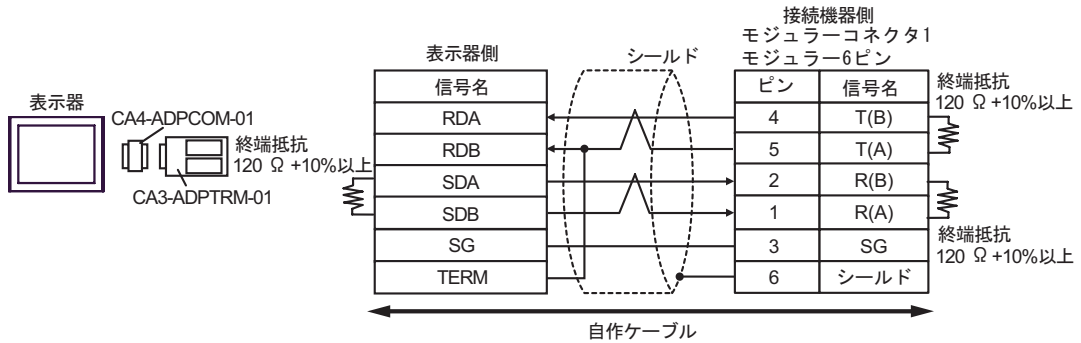 接続機器側
モジュラーコネクタ1
モジュラー6ピン
表示器側
シールド
信号名
ピン
信号名
終端抵抗
120 Ω +10%以上
表示器
CA4-ADPCOM-01
終端抵抗
120 Ω +10%以上
CA3-ADPTRM-01
RDA
4
T(B)
RDB
5
T(A)
SDA
2
R(B)
SDB
1
R(A)
SG
3
SG
終端抵抗
120 Ω +10%以上
TERM
6
シールド
自作ケーブル